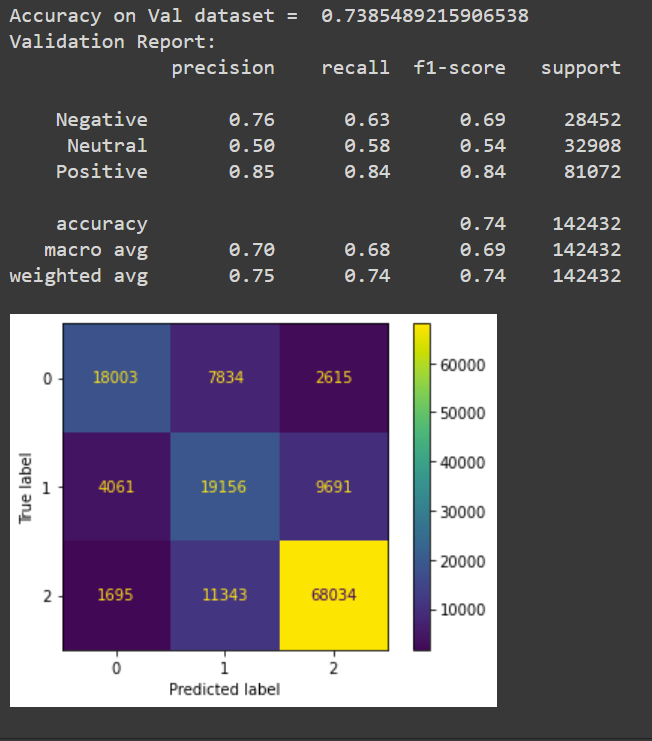 Accuracy on Val dataset =  0.7385489215906538
Validation Report:
precision recall f1-score support
Negative 0.76 0.63 0.69 28452
Neutral 0.50 0.58 0.54 32908
Positive 0.85 0.84 0.84 81072
accuracy 0.74 142432
macro avg 0.70 0.68 0.69 142432
weighted avg 0.75 0.74 0.74 142432
0 18003 7834 2615
1 4061 19156 9691
2 1695 11343 68034
0 1 2
Predicted label
True label
60000
50000
40000
30000
20000
10000